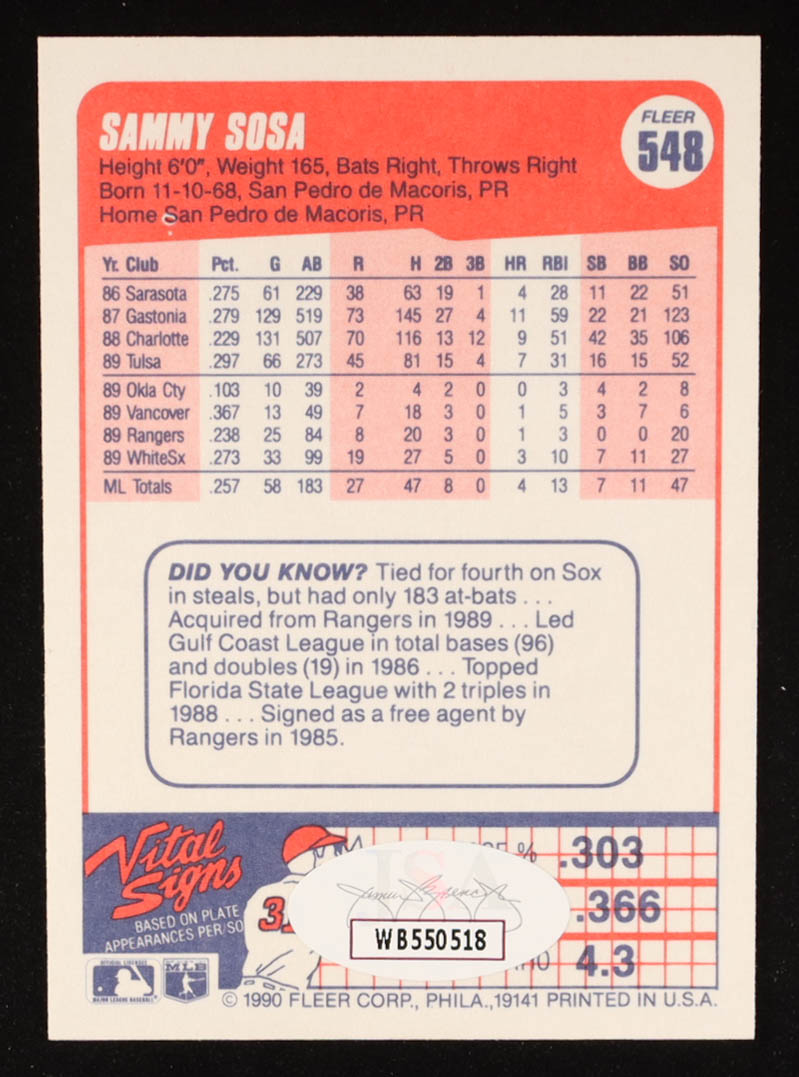 SAMMY SOSA
FLEER
548
Height 6'0", Weight 165, Bats Right, Throws Right
Born 11-10-68, San Pedro de Macoris, PR
Home San Pedro de Macoris, PR
Yr. Club Pct. G AB R H 2B 3B HR RBI SB BB SO
86 Sarasota .275 61 229 38 63 19 1 4 28 11 22 51
87 Gastonia .279 129 519 73 145 27 4 11 59 22 21 123
88 Charlotte .229 131 507 70 116 13 12 9 51 42 35 106
89 Tulsa .297 66 273 45 81 15 4 7 31 16 15 52
89 Okla Cty .103 10 39 2 4 2 0 0 3 4 2 8
89 Vancover .367 13 49 7 18 3 0 1 5 3 7 6
89 Rangers .238 25 84 8 20 3 0 1 3 0 0 20
89 WhiteSx .273 33 99 19 27 5 0 3 10 7 11 27
ML Totals .257 58 183 27 47 8 0 4 13 7 11 47
DID YOU KNOW? Tied for fourth on Sox
in steals, but had only 183 at-bats . . .
Acquired from Rangers in 1989 . . . Led
Gulf Coast League in total bases (96)
and doubles (19) in 1986 . . . Topped
Florida State League with 2 triples in
1988 . . . Signed as a free agent by
Rangers in 1985.
Vital
Signs
BASED ON PLATE
APPEARANCES PER/SO
31
% .303
.366
4.3
JSA
WB550518
OFFICIAL LICENSEE
MAJOR LEAGUE BASEBALL
MLB
© 1990 FLEER CORP., PHILA., 19141 PRINTED IN U.S.A.